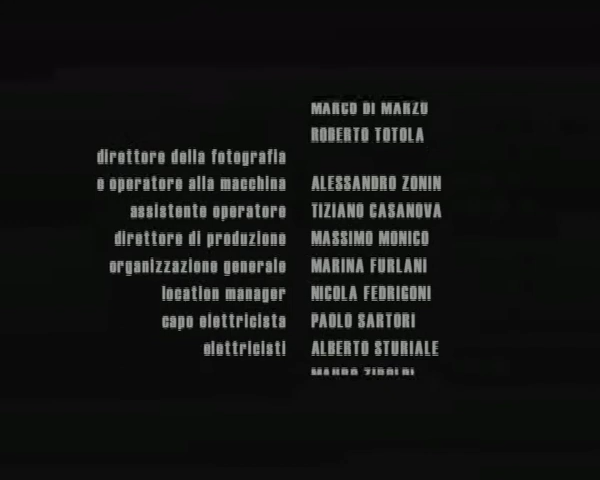 MARCO DI MARZO
ROBERTO TOTOLA
direttore della fotografia
e operatore alla macchina ALESSANDRO ZONIN
assistente operatore TIZIANO CASANOVA
direttore di produzione MASSIMO MONICO
organizzazione generale MARINA FURLANI
location manager NICOLA FEDRIGONI
capo elettricista PAOLO SARTORI
elettricisti ALBERTO STURIALE